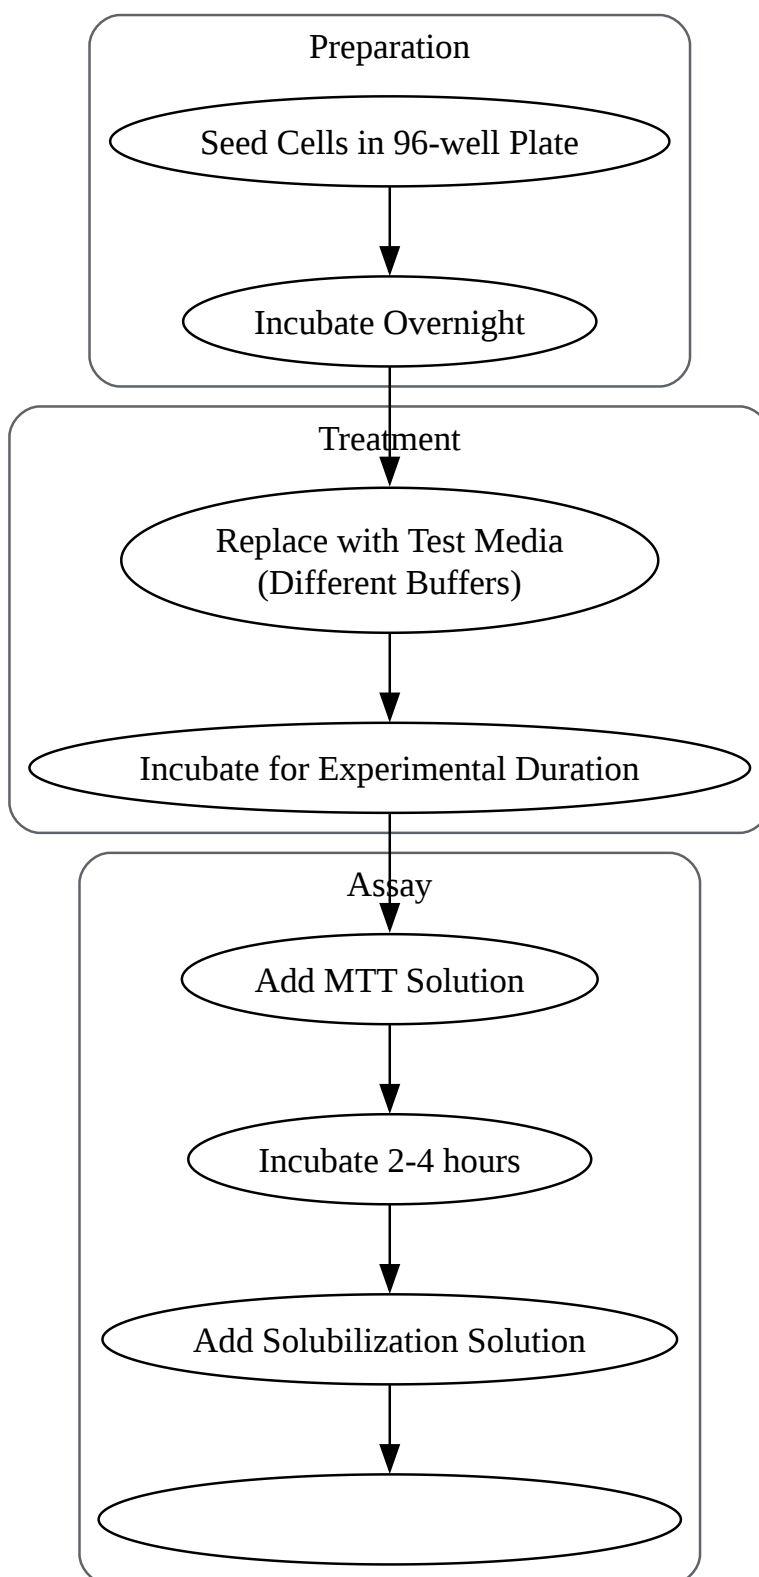 Preparation
Seed Cells in 96-well Plate
Incubate Overnight
Treatment
Replace with Test Media
(Different Buffers)
Incubate for Experimental Duration
Assay
Add MTT Solution
Incubate 2-4 hours
Add Solubilization Solution